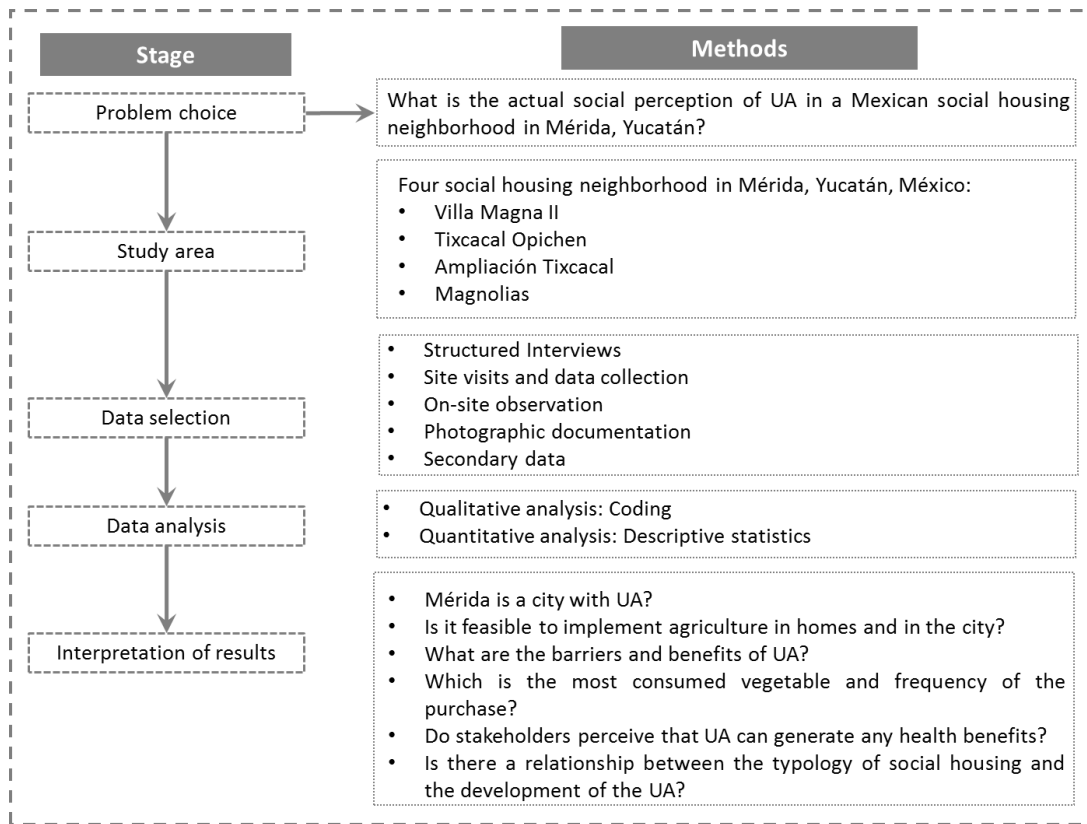 Stage
Methods
Problem choice
What is the actual social perception of UA in a Mexican social housing
neighborhood in Mérida, Yucatán?
Study area
Four social housing neighborhood in Mérida, Yucatán, México:
• Villa Magna II
• Tixcacal Opichen
• Ampliación Tixcacal
• Magnolias
Data selection
• Structured Interviews
• Site visits and data collection
• On-site observation
• Photographic documentation
• Secondary data
Data analysis
• Qualitative analysis: Coding
• Quantitative analysis: Descriptive statistics
Interpretation of results
• Mérida is a city with UA?
• Is it feasible to implement agriculture in homes and in the city?
• What are the barriers and benefits of UA?
• Which is the most consumed vegetable and frequency of the
purchase?
• Do stakeholders perceive that UA can generate any health benefits?
• Is there a relationship between the typology of social housing and
the development of the UA?